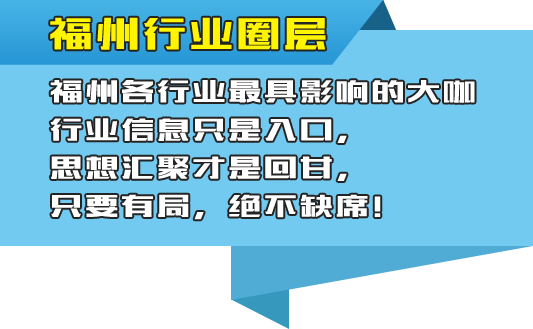 福州行业圈层
福州各行业最具影响的大咖
行业信息只是入口，
思想汇聚才是回甘，
只要有局，绝不缺席！